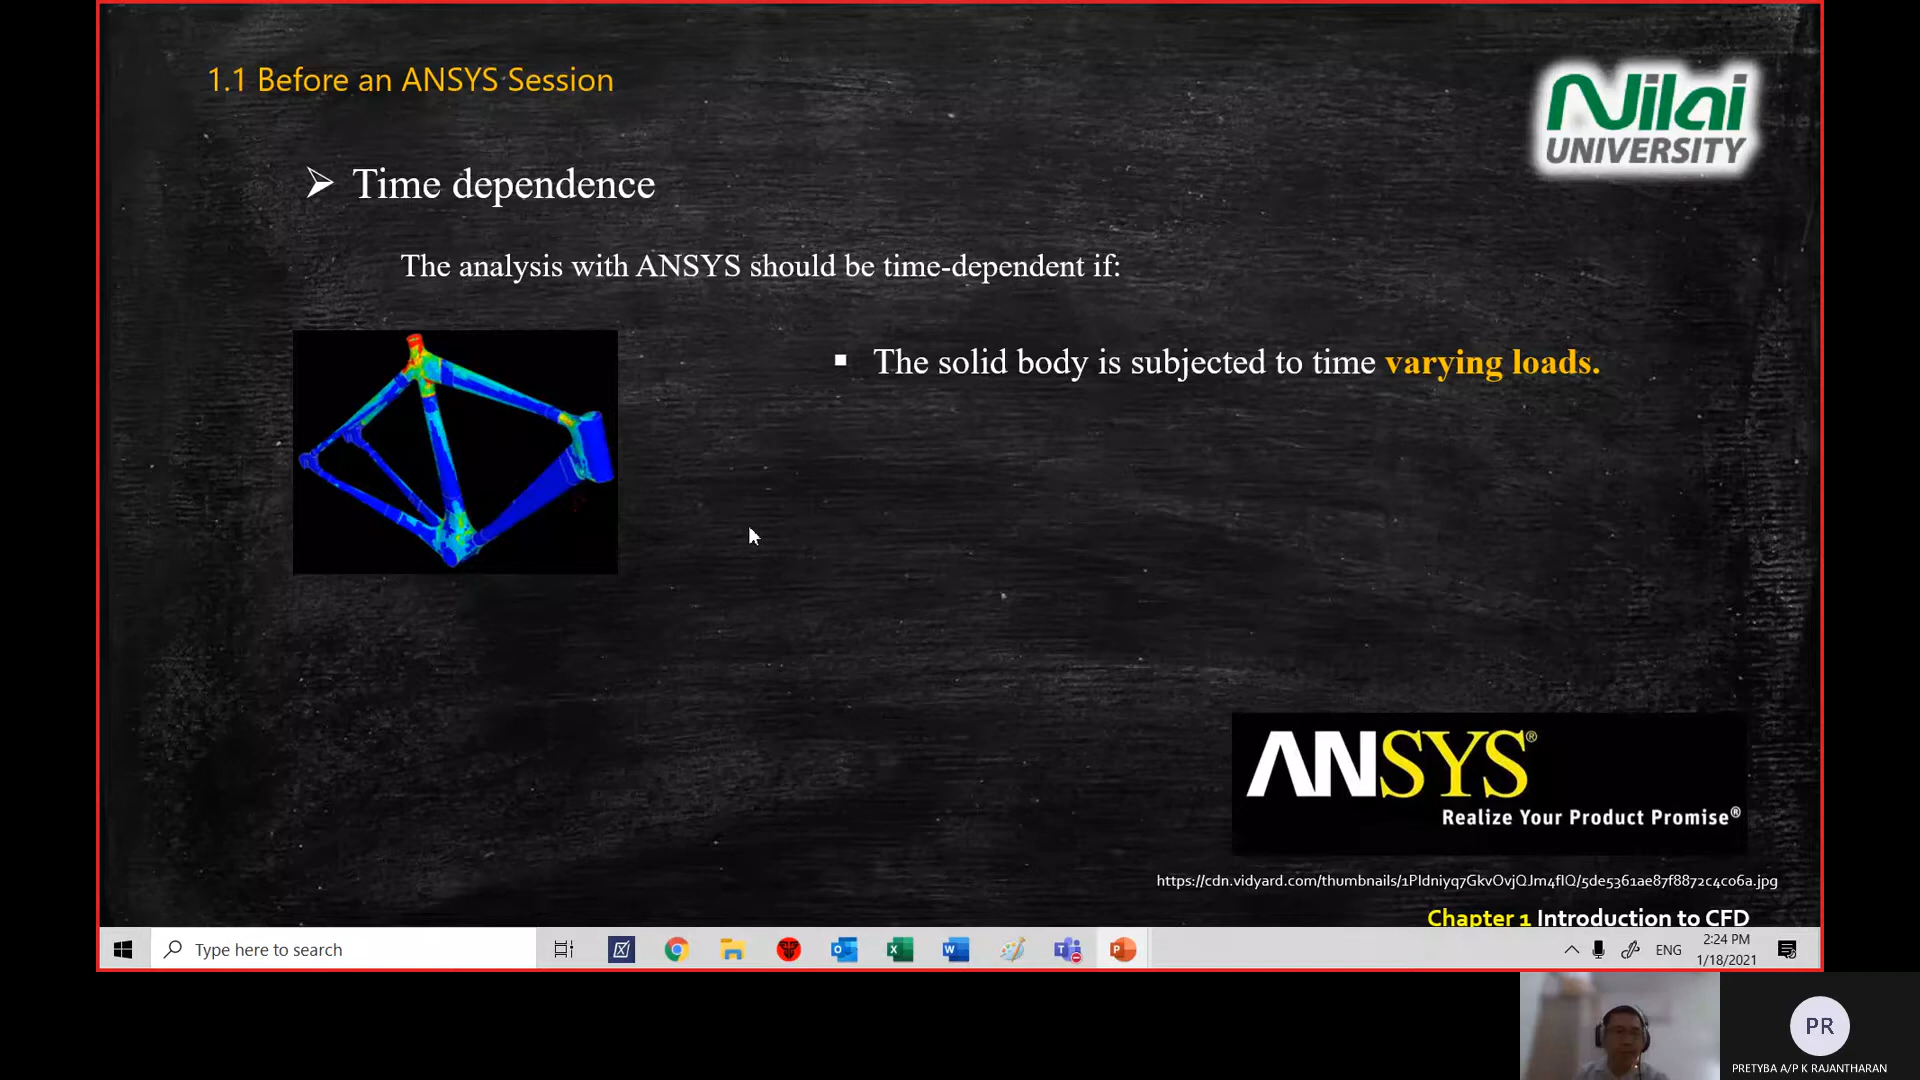 1.1 Before an ANSYS Session
Nilai
UNIVERSITY
➢ Time dependence
The analysis with ANSYS should be time-dependent if:
▪ The solid body is subjected to time varying loads.
ANSYS®
Realize Your Product Promise®
https://cdn.vidyard.com/thumbnails/1Pldniyq7GkvOvjQJm4flQ/5de5361ae87f8872c4c06a.jpg
Chapter 1 Introduction to CFD
Type here to search
ENG
2:24 PM
1/18/2021
PR
PRETYBA A/P K RAJANTHARAN